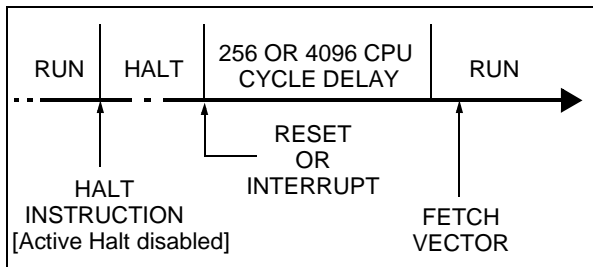 RUN
HALT
256 OR 4096 CPU
CYCLE DELAY
RUN
RESET
OR
INTERRUPT
HALT
INSTRUCTION
[Active Halt disabled]
FETCH
VECTOR